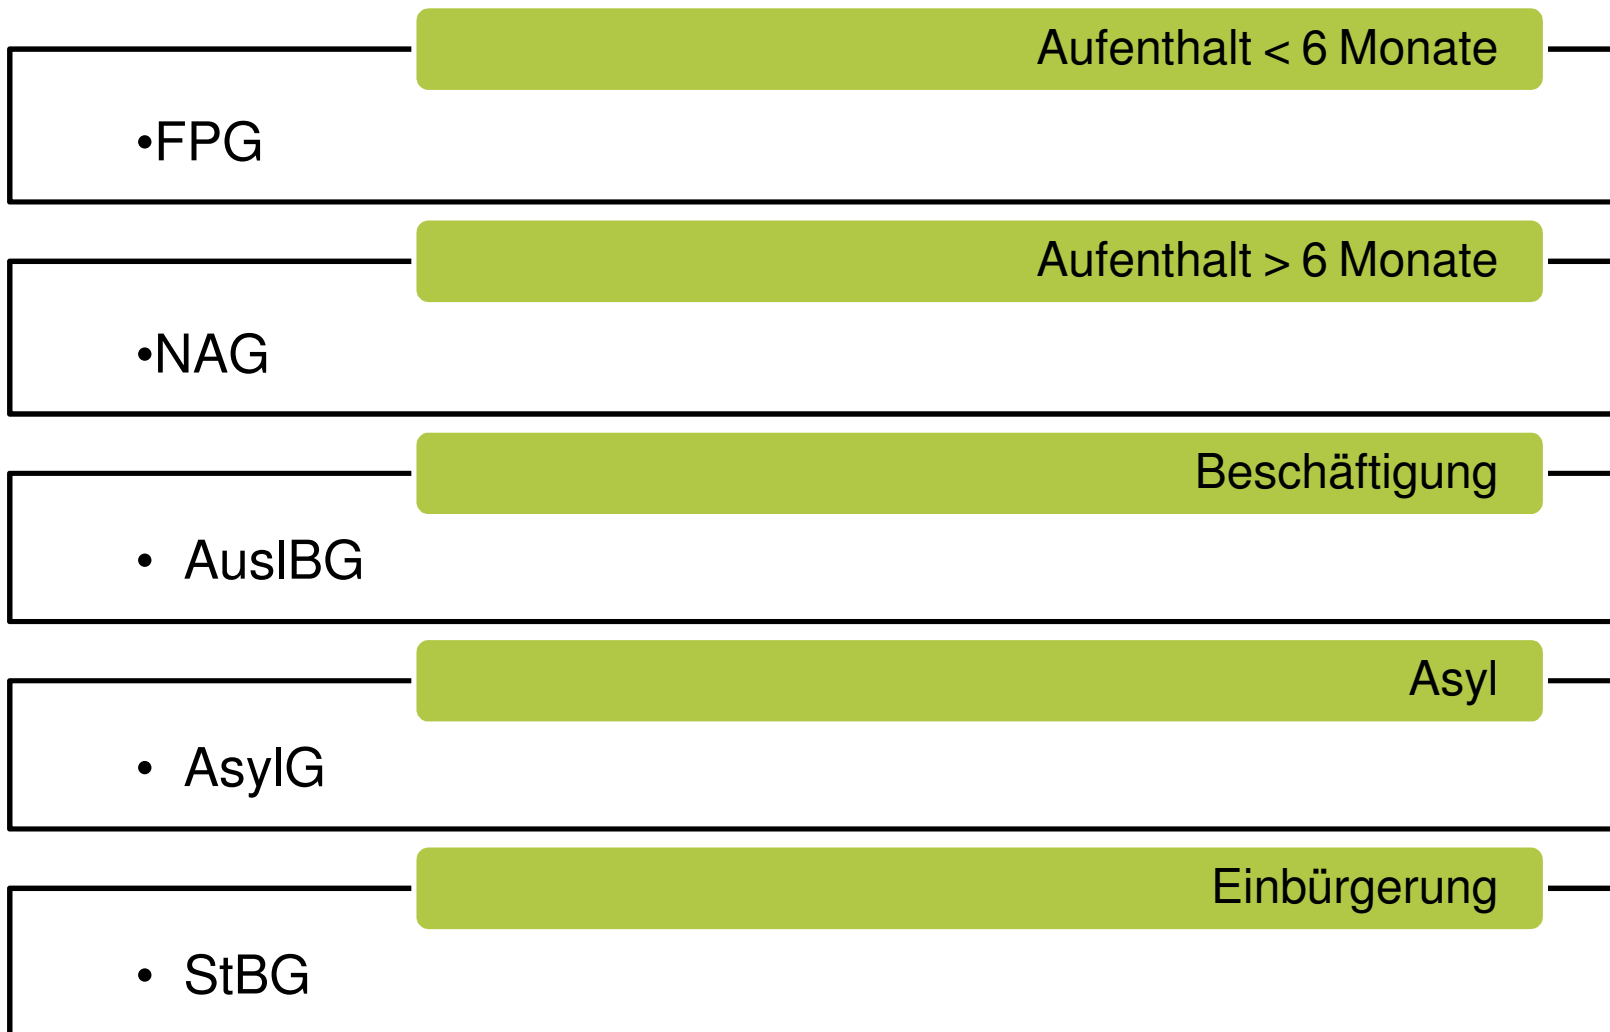 Aufenthalt < 6 Monate
•FPG
Aufenthalt > 6 Monate
•NAG
Beschäftigung
• AuslBG
Asyl
• AsylG
Einbürgerung
• StBG